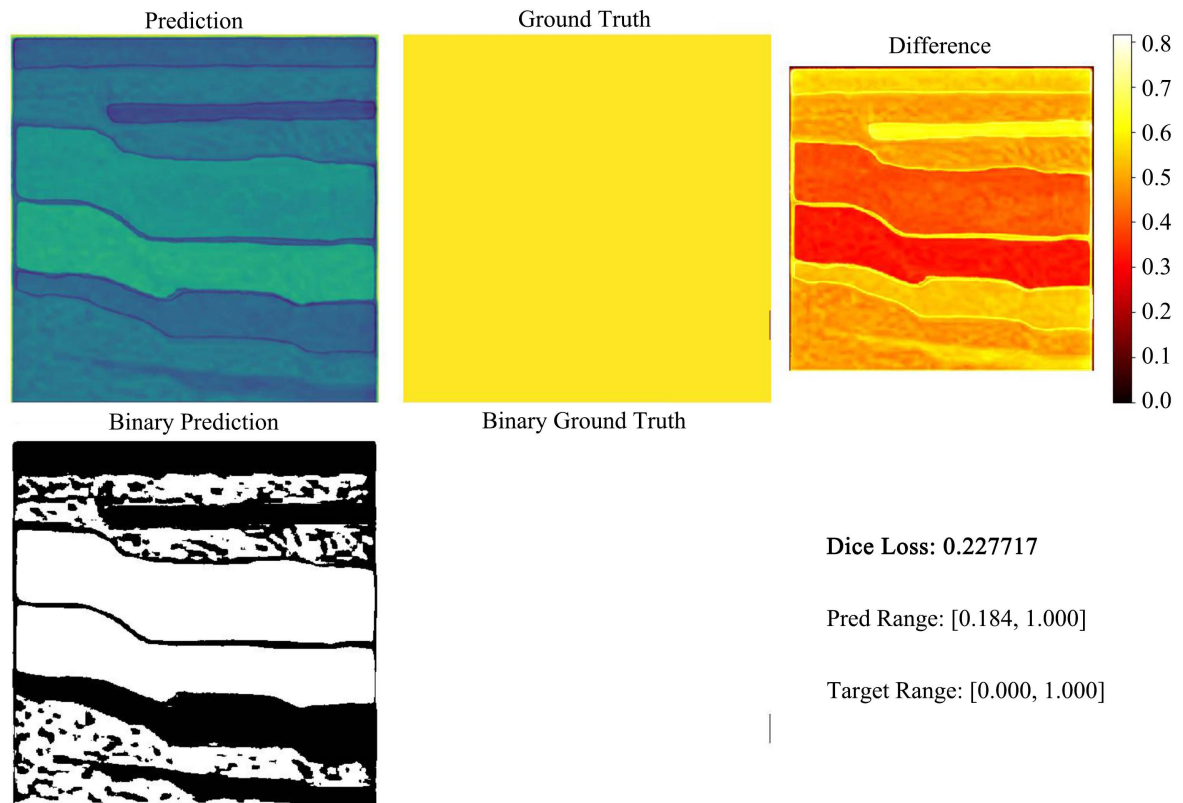 Prediction
Ground Truth
Difference
0.8
0.7
0.6
0.5
0.4
0.3
0.2
0.1
0.0
Binary Prediction
Binary Ground Truth
Dice Loss: 0.227717
Pred Range: [0.184, 1.000]
Target Range: [0.000, 1.000]